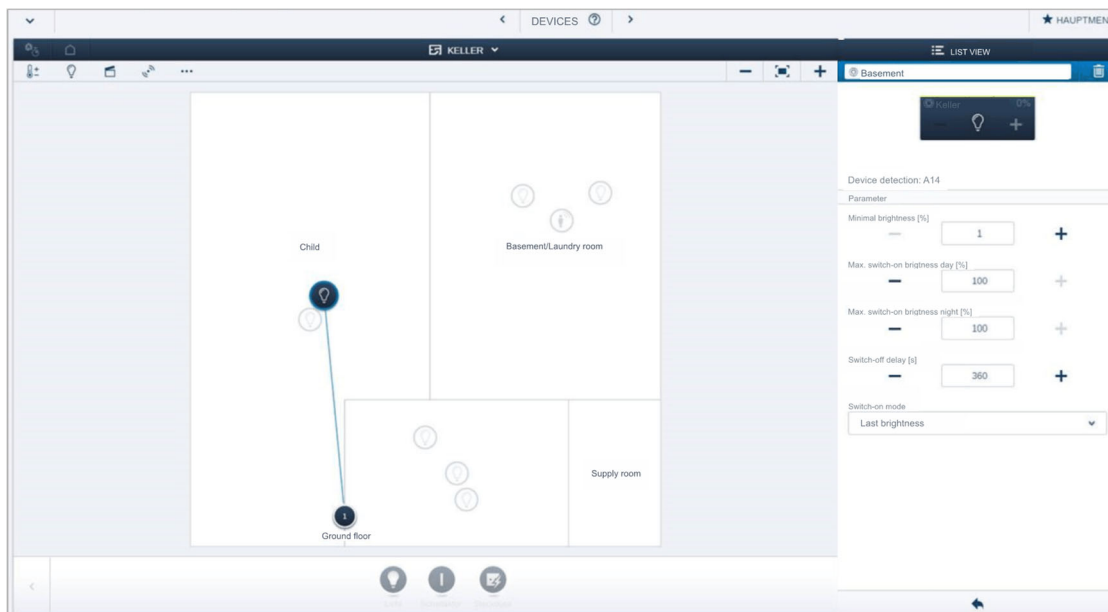 DEVICES ?
HAUPTMEN
KELLER
LIST VIEW
Basement
Keller 0%
Device detection: A14
Parameter
Minimal brightness [%]
1
Max. switch-on brigtness day [%]
100
Max. switch-on brigtness night [%]
100
Switch-off delay [s]
360
Switch-on mode
Last brightness
Child
Basement/Laundry room
Supply room
1
Ground floor